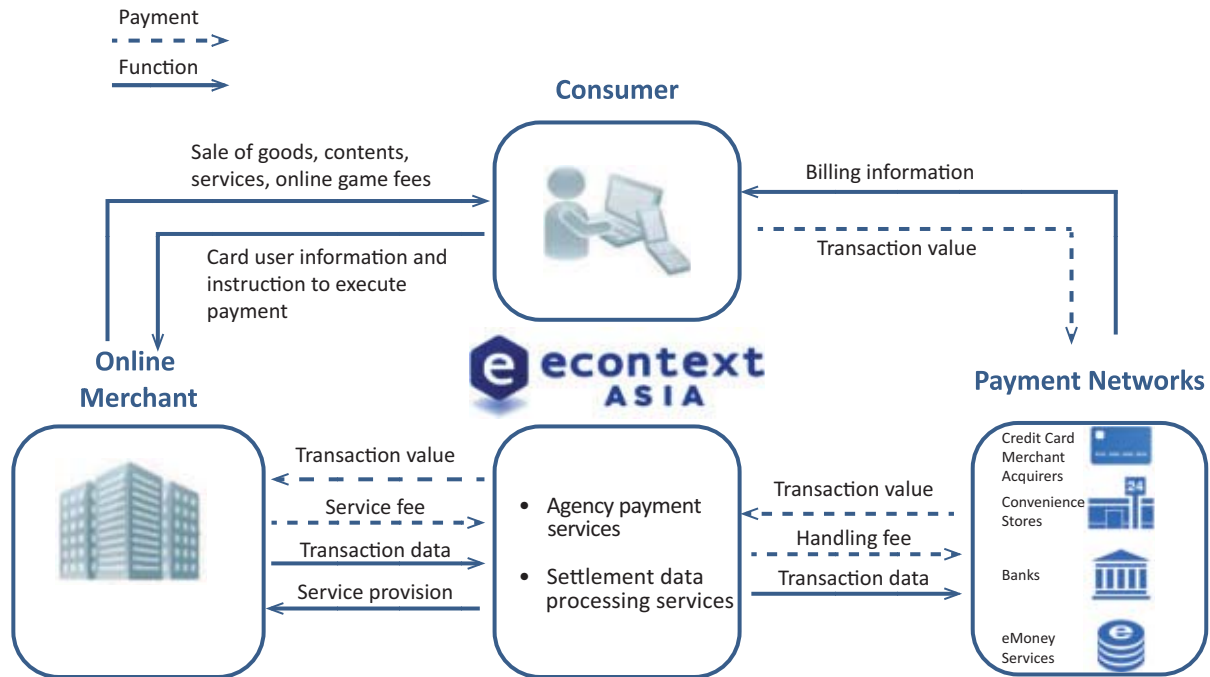 Payment
Function
Consumer
Sale of goods, contents,
services, online game fees
Billing information
Transaction value
Card user information and
instruction to execute
payment
Online
Merchant
e econtext
ASIA
Payment Networks
Transaction value
Service fee
Transaction data
Service provision
• Agency payment
services
• Settlement data
processing services
Transaction value
Handling fee
Transaction data
Credit Card
Merchant
Acquirers
24
Convenience
Stores
Banks
eMoney
Services
e